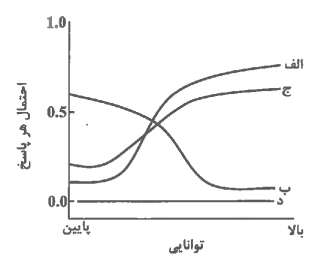 1.0
الف
ج
0.5
احتمال هر پاسخ
ب
د
0.0
پایین
بالا
توانایی